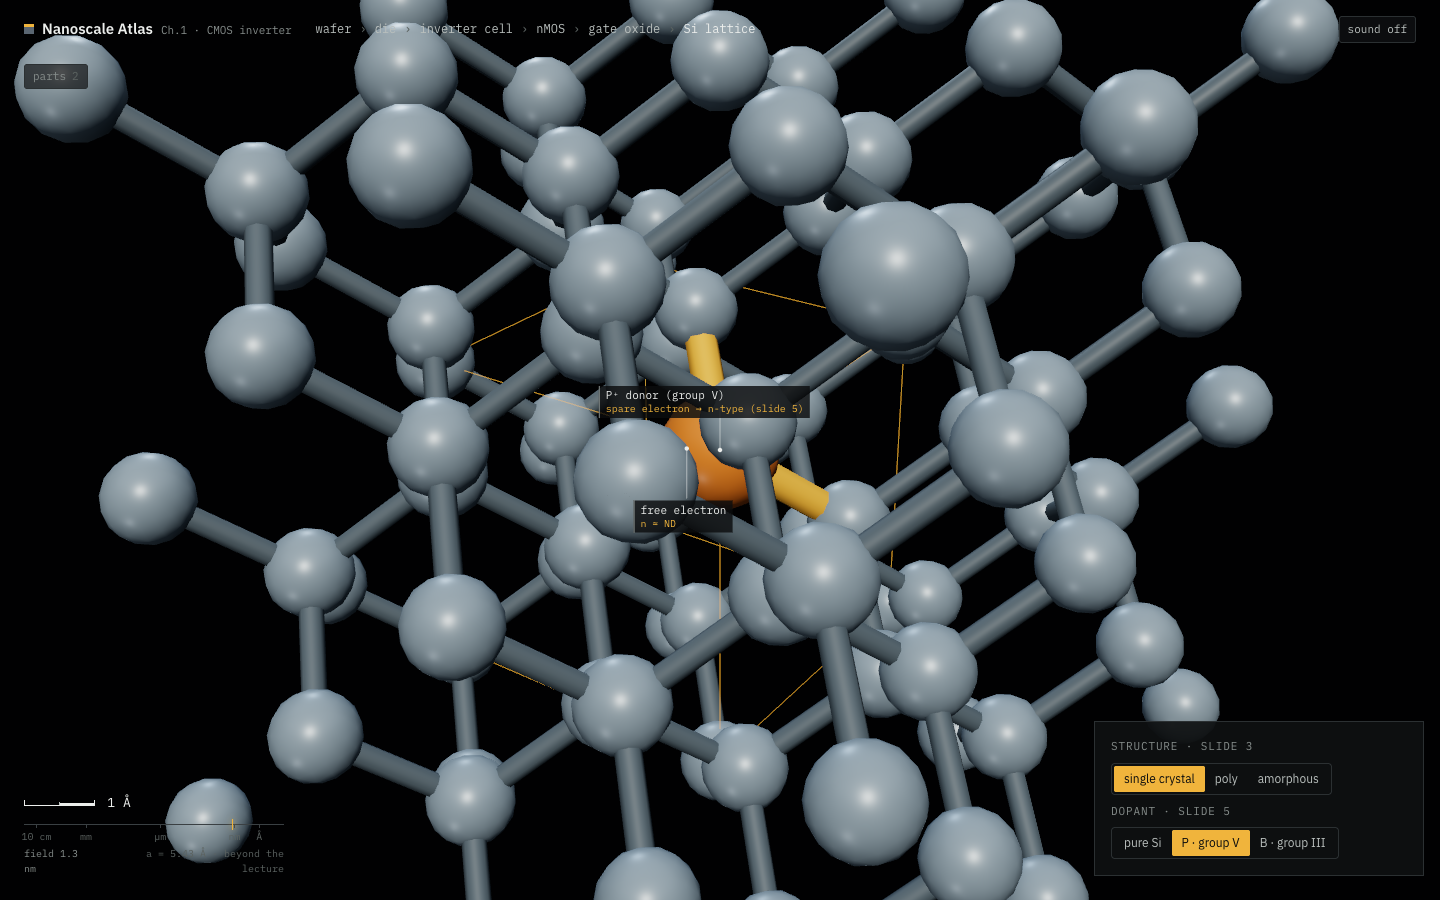 Nanoscale Atlas Ch.1 · CMOS inverter wafer › die › inverter cell › nMOS › gate oxide › Si lattice sound off
parts 2
P⁺ donor (group V)
spare electron → n-type (slide 5)
free electron
n ≈ ND
STRUCTURE · SLIDE 3
single crystal poly amorphous
DOPANT · SLIDE 5
pure Si P · group V B · group III
1 Å
10 cm mm µm Å
field 1.3 nm
a = beyond the lecture